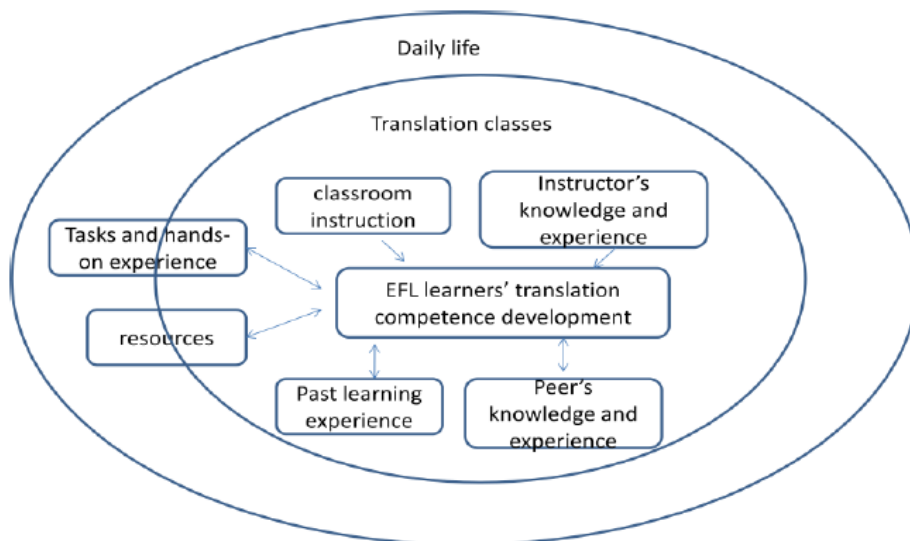 Daily life
Translation classes
classroom
instruction
Instructor's
knowledge and
experience
Tasks and hands-
on experience
EFL learners' translation
competence development
resources
Past learning
experience
Peer's
knowledge and
experience